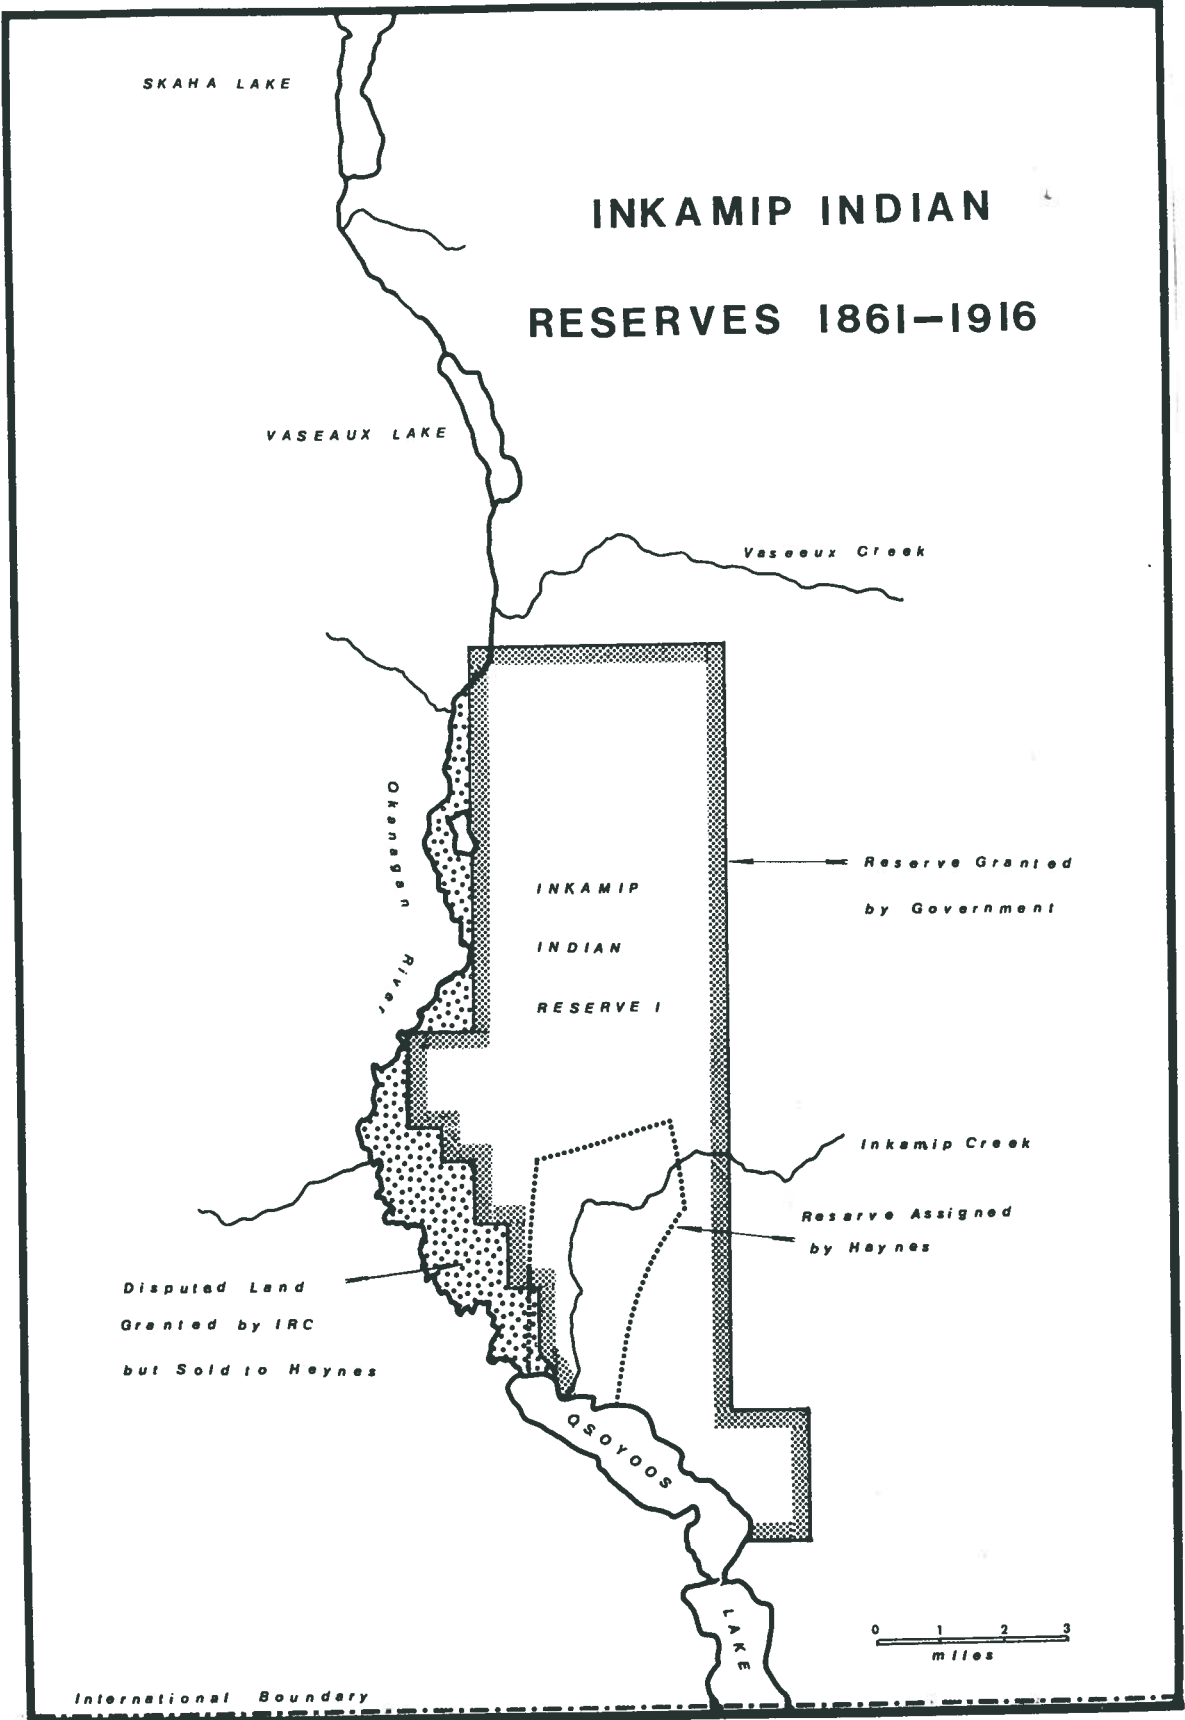 SKAHA LAKE
INKAMIP INDIAN
RESERVES 1861–1916
VASEAUX LAKE
Vaseeux Creek
Okanagan River
INKAMIP
INDIAN
RESERVE I
Reserve Granted
by Government
Inkamip Creek
Reserve Assigned
by Haynes
Disputed Land
Granted by IRC
but Sold to Haynes
OSOYOOS
LAKE
0 1 2 3
miles
International Boundary